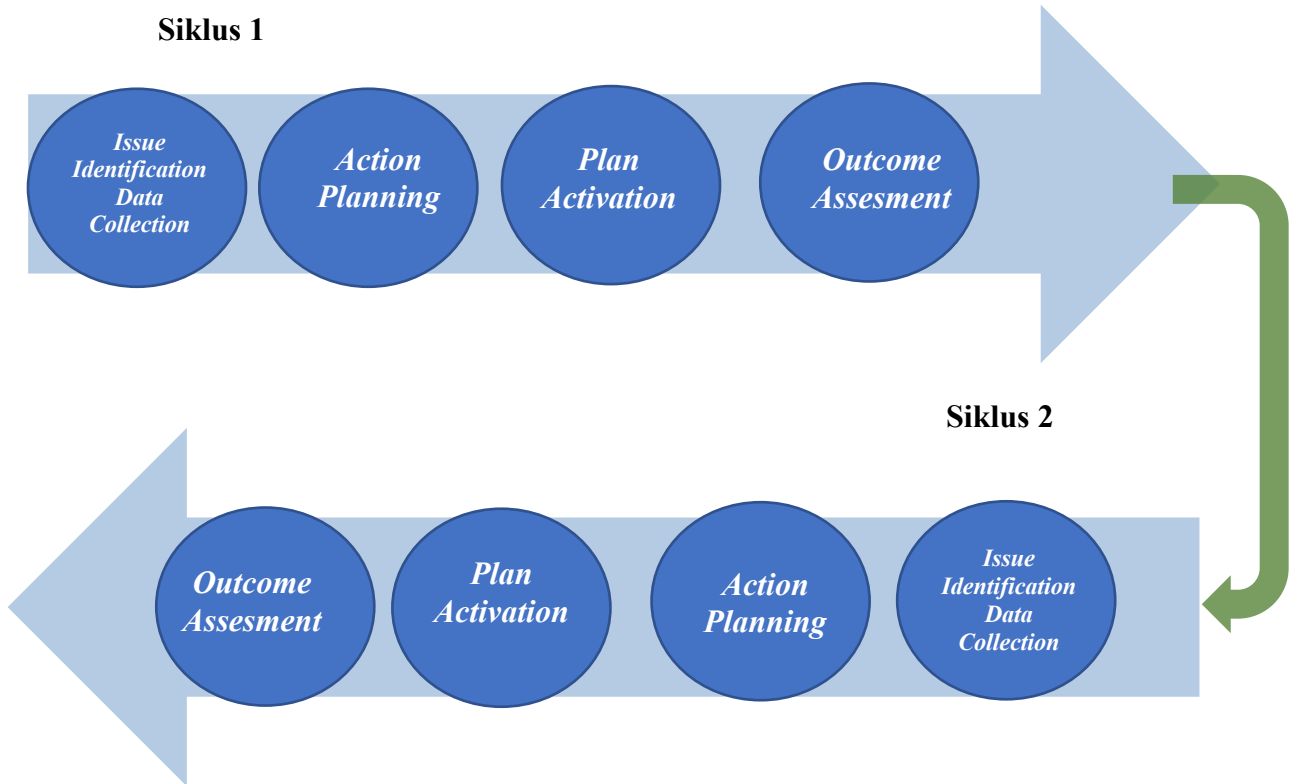 Siklus 1
Issue
Identification
Data
Collection
Action
Planning
Plan
Activation
Outcome
Assesment
Siklus 2
Outcome
Assesment
Plan
Activation
Action
Planning
Issue
Identification
Data
Collection